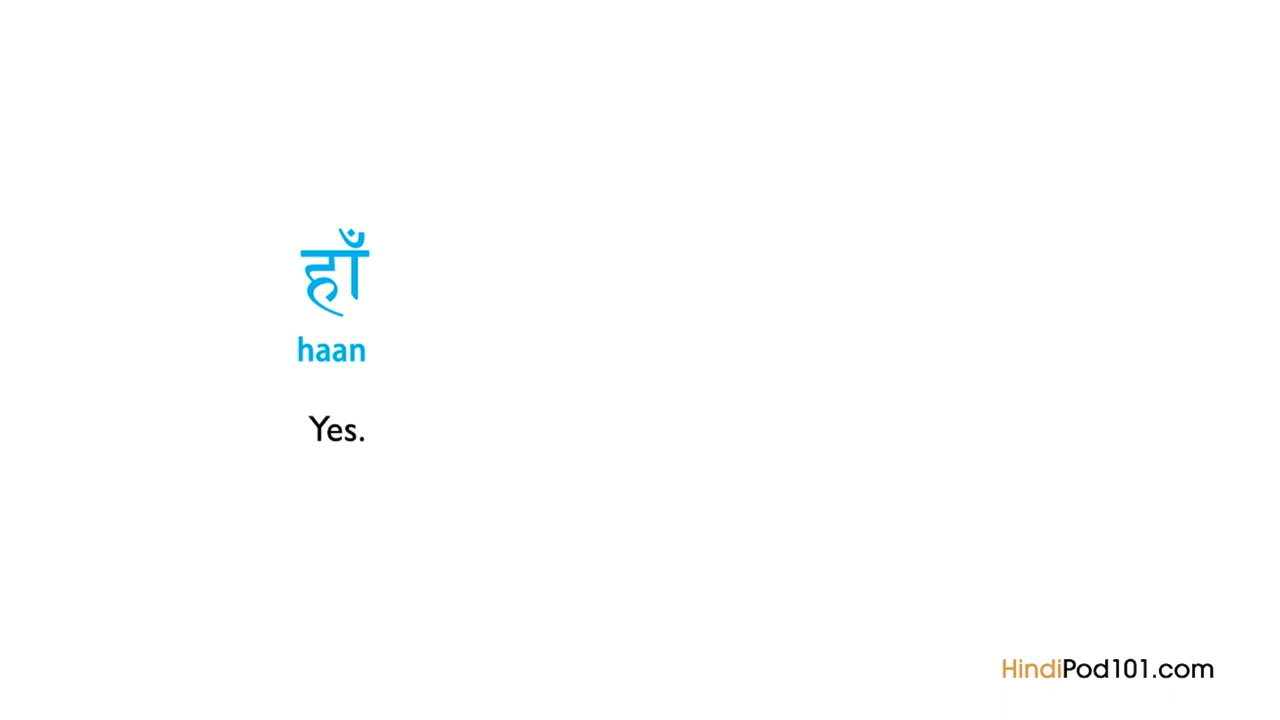 हाँ
haan
Yes.
HindiPod101.com